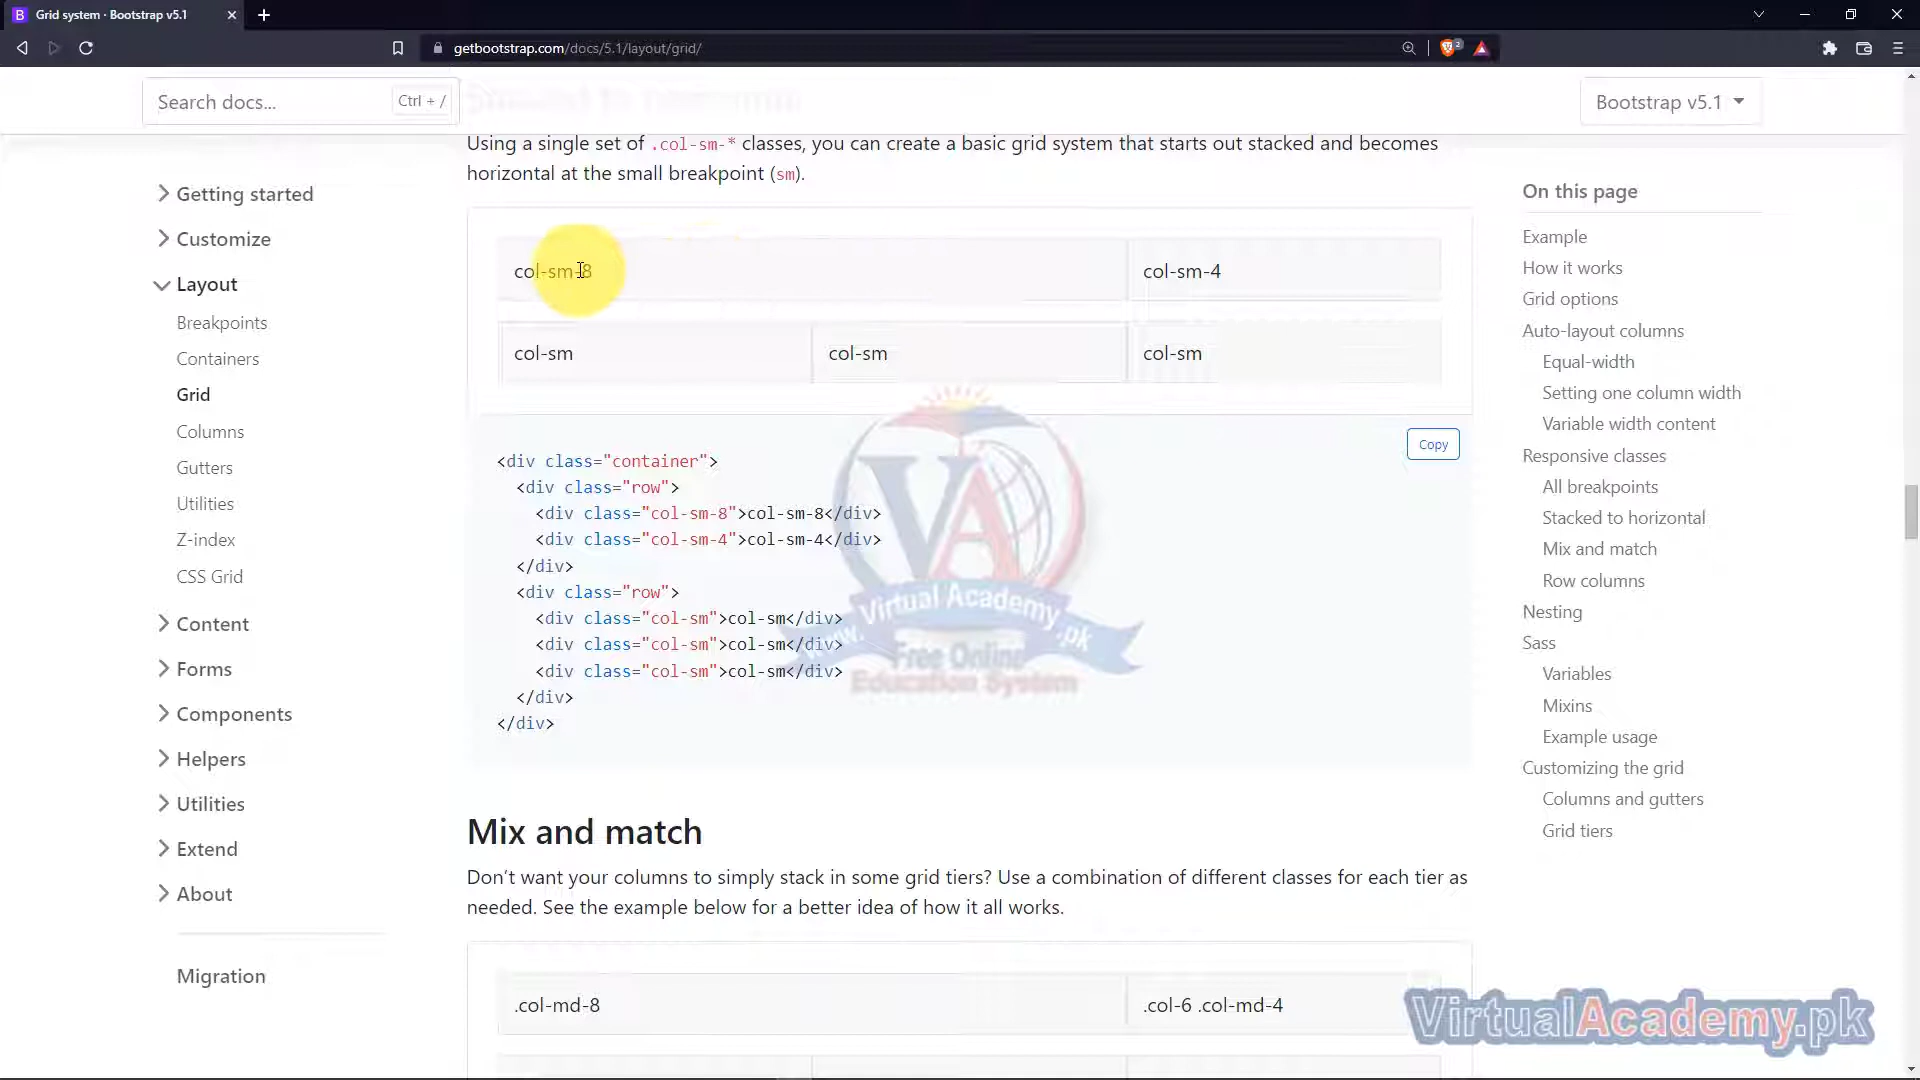 Grid system · Bootstrap v5.1
getbootstrap.com/docs/5.1/layout/grid/
2
Search docs...
Ctrl + /
Bootstrap v5.1
Getting started
Customize
Layout
Breakpoints
Containers
Grid
Columns
Gutters
Utilities
Z-index
CSS Grid
Content
Forms
Components
Helpers
Utilities
Extend
About
Migration
Using a single set of .col-sm-* classes, you can create a basic grid system that starts out stacked and becomes
horizontal at the small breakpoint (sm).
col-sm-8
col-sm-4
col-sm
col-sm
col-sm
Copy
<div class="container">
<div class="row">
<div class="col-sm-8">col-sm-8</div>
<div class="col-sm-4">col-sm-4</div>
</div>
<div class="row">
<div class="col-sm">col-sm</div>
<div class="col-sm">col-sm</div>
<div class="col-sm">col-sm</div>
</div>
</div>
Mix and match
Don't want your columns to simply stack in some grid tiers? Use a combination of different classes for each tier as
needed. See the example below for a better idea of how it all works.
.col-md-8
.col-6 .col-md-4
On this page
Example
How it works
Grid options
Auto-layout columns
Equal-width
Setting one column width
Variable width content
Responsive classes
All breakpoints
Stacked to horizontal
Mix and match
Row columns
Nesting
Sass
Variables
Mixins
Example usage
Customizing the grid
Columns and gutters
Grid tiers
VA
www.VirtualAcademy.pk
Free Online
Education System
VirtualAcademy.pk